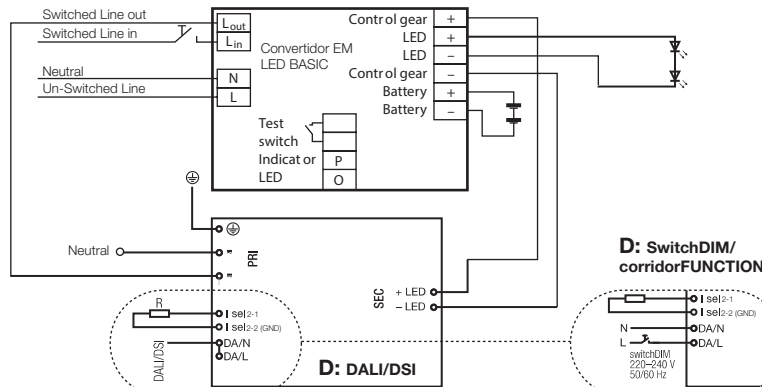 Switched Line out
Switched Line in
Neutral
Un-Switched Line
Lout
Lin
N
L
Convertidor EM
LED BASIC
Control gear +
LED +
LED –
Control gear –
Battery +
Battery –
Test
switch
Indicat or
LED
P
O
Neutral
PRI
SEC
+ LED
– LED
R
I sel2-1
I sel2-2 (GND)
DA/N
DA/L
DALI/DSI
D: DALI/DSI
D: SwitchDIM/
corridorFUNCTION
I sel2-1
I sel2-2 (GND)
N
DA/N
L
DA/L
switchDIM
220–240 V
50/60 Hz